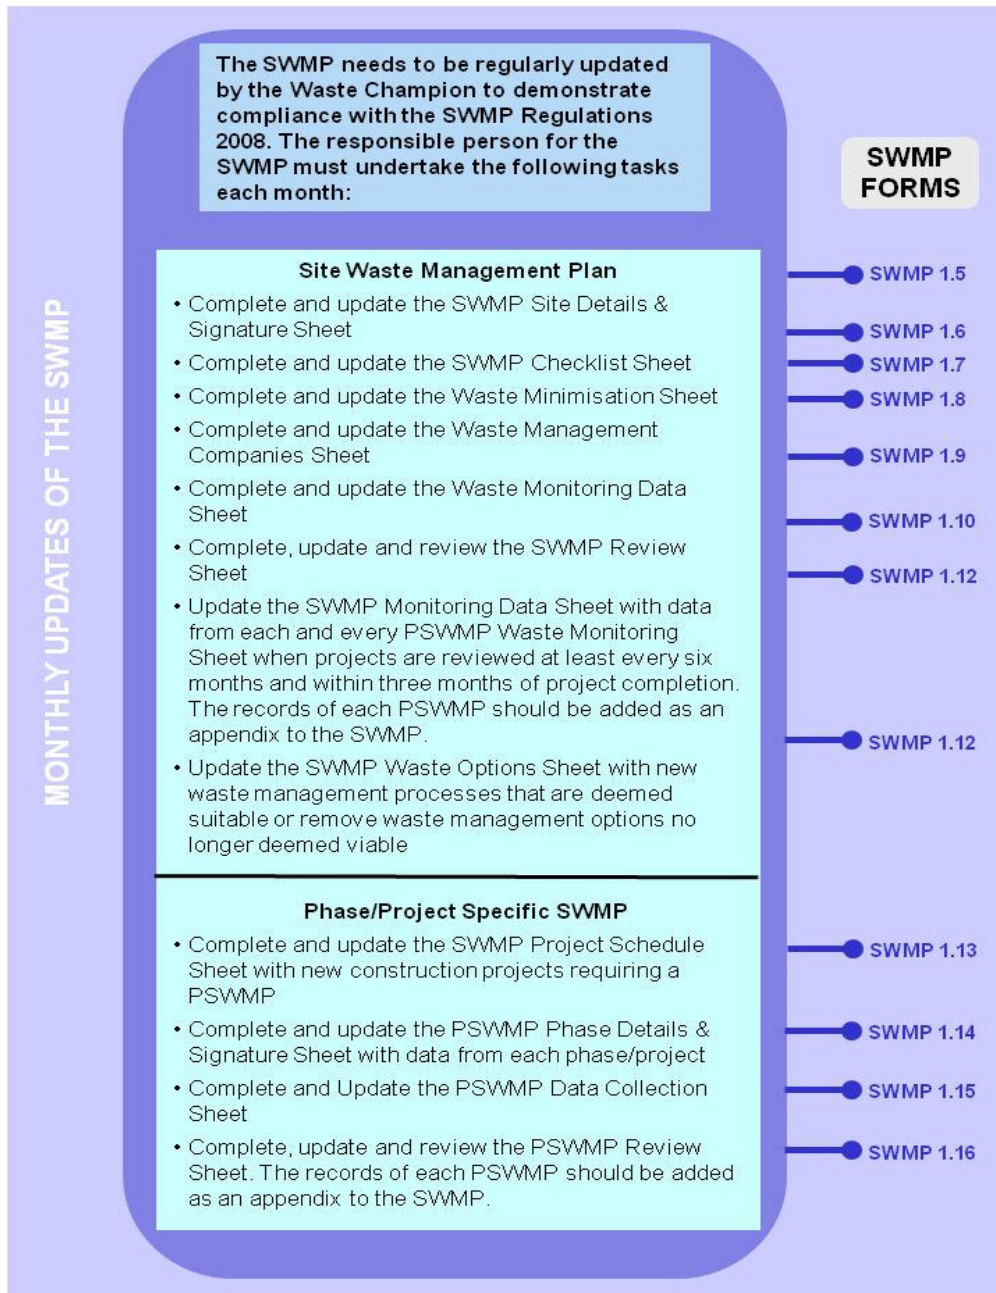 The SWMP needs to be regularly updated
by the Waste Champion to demonstrate
compliance with the SWMP Regulations
2008. The responsible person for the
SWMP must undertake the following tasks
each month:
SWMP
FORMS
MONTHLY UPDATES OF THE SWMP
Site Waste Management Plan
• Complete and update the SWMP Site Details &
Signature Sheet
• Complete and update the SWMP Checklist Sheet
• Complete and update the Waste Minimisation Sheet
• Complete and update the Waste Management
Companies Sheet
• Complete and update the Waste Monitoring Data
Sheet
• Complete, update and review the SWMP Review
Sheet
• Update the SWMP Monitoring Data Sheet with data
from each and every PSWMP Waste Monitoring
Sheet when projects are reviewed at least every six
months and within three months of project completion.
The records of each PSWMP should be added as an
appendix to the SWMP.
• Update the SWMP Waste Options Sheet with new
waste management processes that are deemed
suitable or remove waste management options no
longer deemed viable
Phase/Project Specific SWMP
• Complete and update the SWMP Project Schedule
Sheet with new construction projects requiring a
PSWMP
• Complete and update the PSWMP Phase Details &
Signature Sheet with data from each phase/project
• Complete and Update the PSWMP Data Collection
Sheet
• Complete, update and review the PSWMP Review
Sheet. The records of each PSWMP should be added
as an appendix to the SWMP.
SWMP 1.5
SWMP 1.6
SWMP 1.7
SWMP 1.8
SWMP 1.9
SWMP 1.10
SWMP 1.12
SWMP 1.12
SWMP 1.13
SWMP 1.14
SWMP 1.15
SWMP 1.16